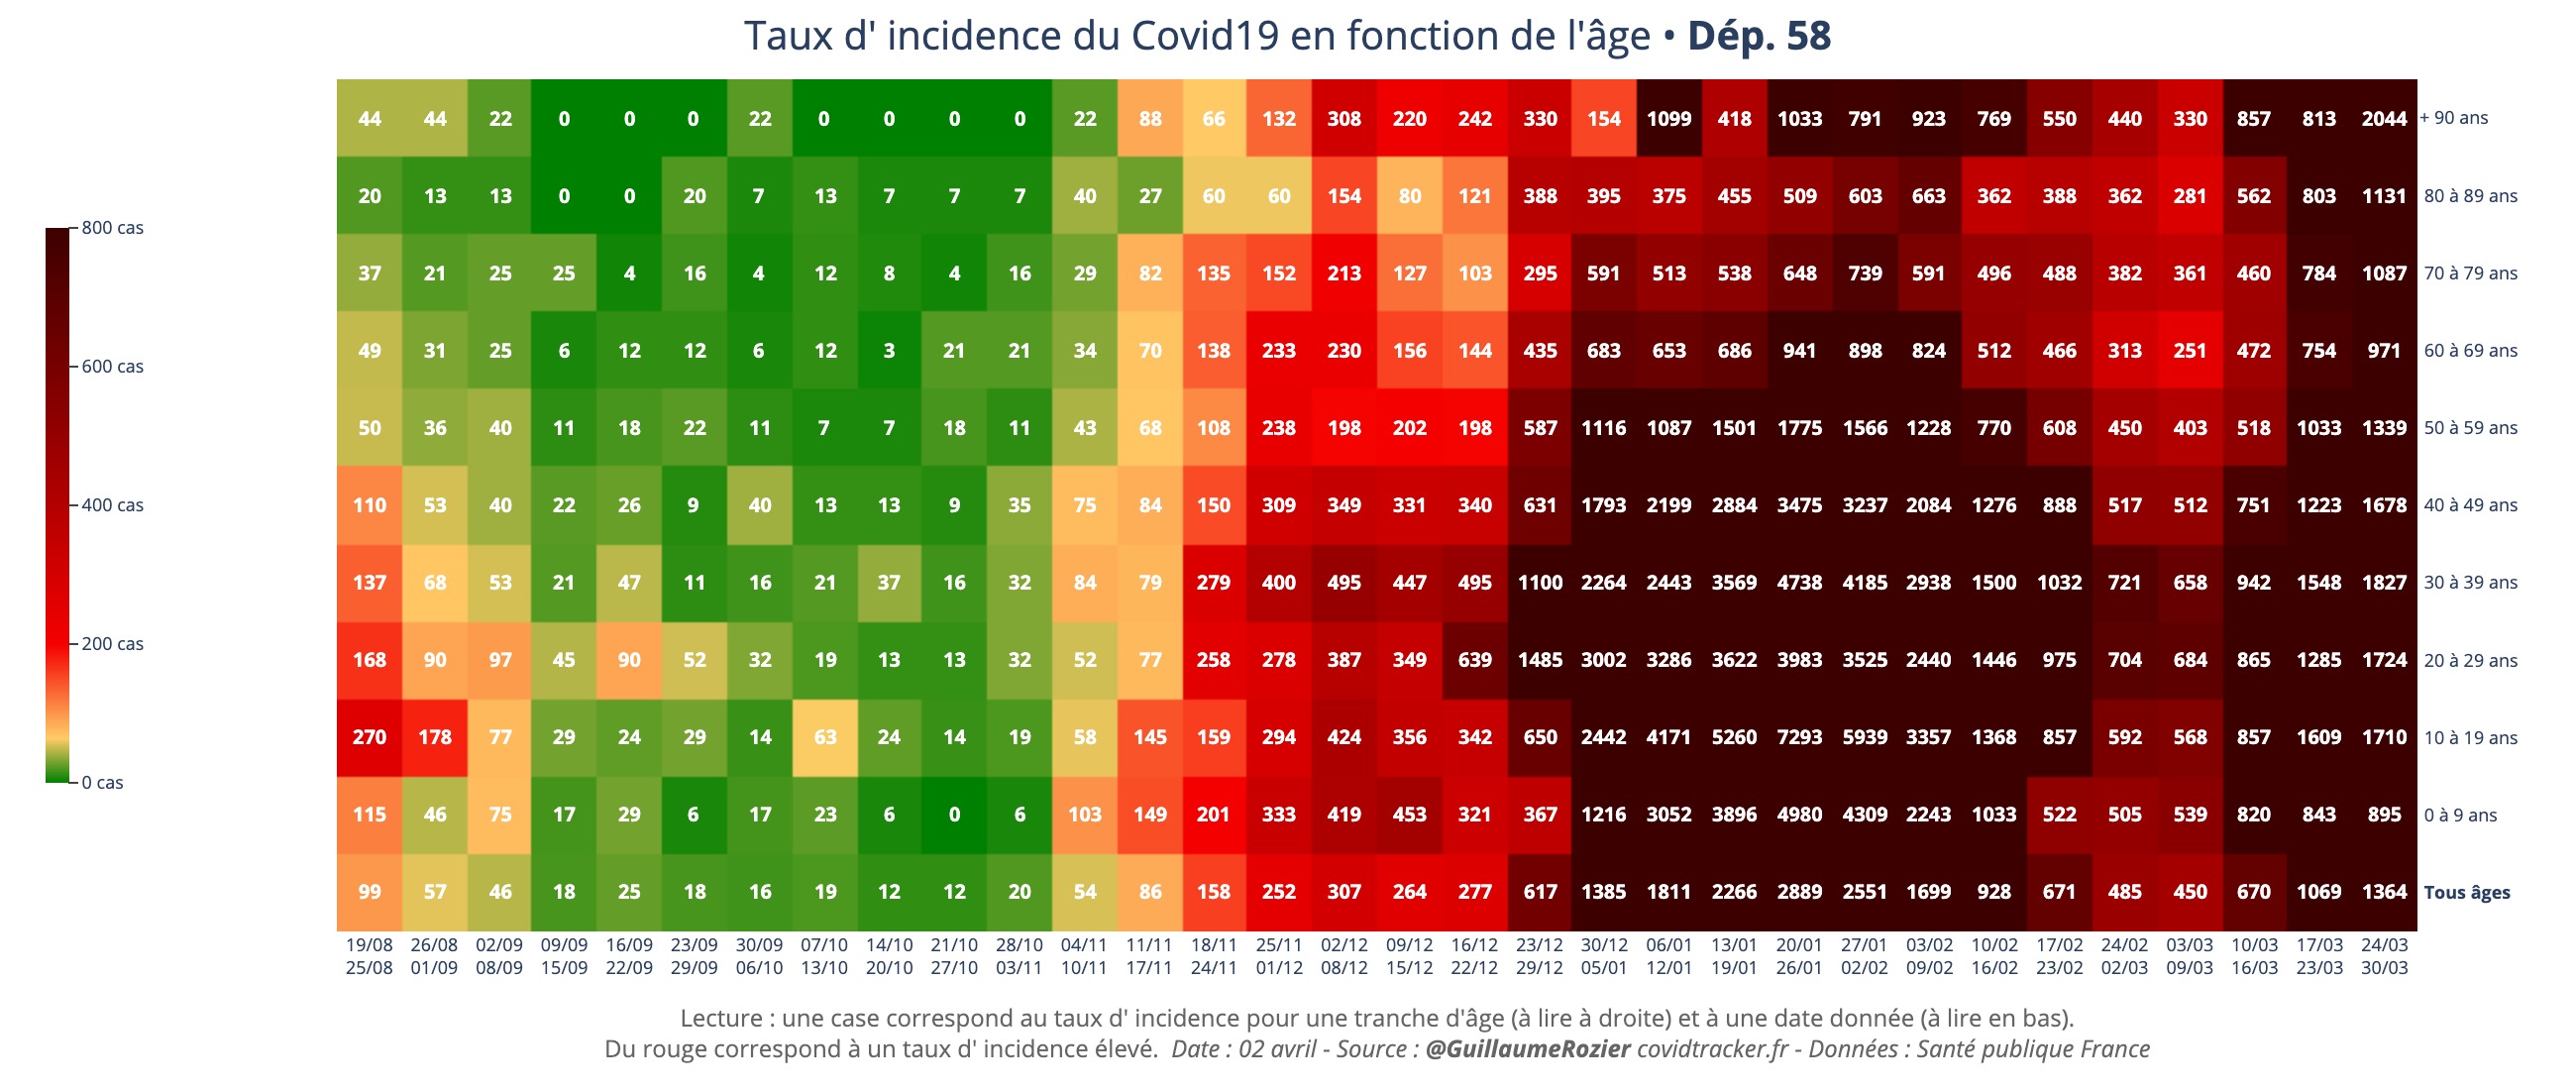 Taux d' incidence du Covid19 en fonction de l'âge • Dép. 58
44 44 22 0 0 0 22 0 0 0 0 22 88 66 132 308 220 242 330 154 1099 418 1033 791 923 769 550 440 330 857 813 2044 + 90 ans
20 13 13 0 0 20 7 13 7 7 7 40 27 60 60 154 80 121 388 395 375 455 509 603 663 362 388 362 281 562 803 1131 80 à 89 ans
800 cas
37 21 25 25 4 16 4 12 8 4 16 29 82 135 152 213 127 103 295 591 513 538 648 739 591 496 488 382 361 460 784 1087 70 à 79 ans
49 31 25 6 12 12 6 12 3 21 21 34 70 138 233 230 156 144 435 683 653 686 941 898 824 512 466 313 251 472 754 971 60 à 69 ans
600 cas
50 36 40 11 18 22 11 7 7 18 11 43 68 108 238 198 202 198 587 1116 1087 1501 1775 1566 1228 770 608 450 403 518 1033 1339 50 à 59 ans
400 cas
110 53 40 22 26 9 40 13 13 9 35 75 84 150 309 349 331 340 631 1793 2199 2884 3475 3237 2084 1276 888 517 512 751 1223 1678 40 à 49 ans
137 68 53 21 47 11 16 21 37 16 32 84 79 279 400 495 447 495 1100 2264 2443 3569 4738 4185 2938 1500 1032 721 658 942 1548 1827 30 à 39 ans
200 cas
168 90 97 45 90 52 32 19 13 13 32 52 77 258 278 387 349 639 1485 3002 3286 3622 3983 3525 2440 1446 975 704 684 865 1285 1724 20 à 29 ans
270 178 77 29 24 29 14 63 24 14 19 58 145 159 294 424 356 342 650 2442 4171 5260 7293 5939 3357 1368 857 592 568 857 1609 1710 10 à 19 ans
0 cas
115 46 75 17 29 6 17 23 6 0 6 103 149 201 333 419 453 321 367 1216 3052 3896 4980 4309 2243 1033 522 505 539 820 843 895 0 à 9 ans
99 57 46 18 25 18 16 19 12 12 20 54 86 158 252 307 264 277 617 1385 1811 2266 2889 2551 1699 928 671 485 450 670 1069 1364 Tous âges
19/08 26/08 02/09 09/09 16/09 23/09 30/09 07/10 14/10 21/10 28/10 04/11 11/11 18/11 25/11 02/12 09/12 16/12 23/12 30/12 06/01 13/01 20/01 27/01 03/02 10/02 17/02 24/02 03/03 10/03 17/03 24/03
25/08 01/09 08/09 15/09 22/09 29/09 06/10 13/10 20/10 27/10 03/11 10/11 17/11 24/11 01/12 08/12 15/12 22/12 29/12 05/01 12/01 19/01 26/01 02/02 09/02 16/02 23/02 02/03 09/03 16/03 23/03 30/03
Lecture : une case correspond au taux d' incidence pour une tranche d'âge (à lire à droite) et à une date donnée (à lire en bas).
Du rouge correspond à un taux d' incidence élevé. Date : 02 avril - Source : @GuillaumeRozier covidtracker.fr - Données : Santé publique France